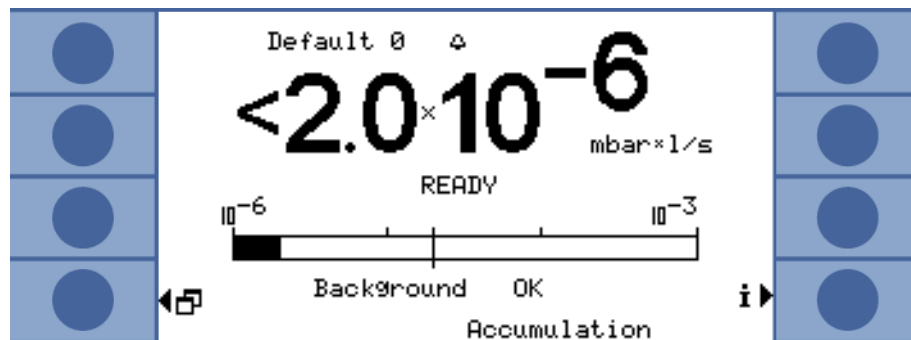 Default 0
<2.0×10⁻⁶
mbar×l/s
READY
10⁻⁶ 10⁻³
Background OK
i
Accumulation